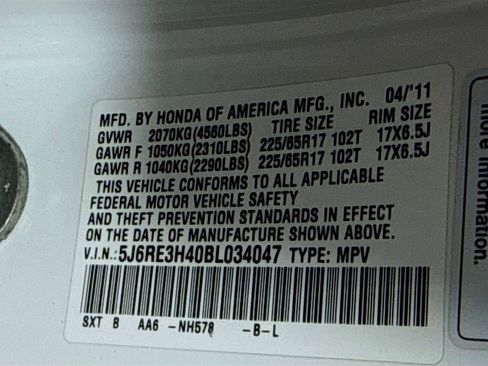 MFD. BY HONDA OF AMERICA MFG., INC. 04/'11
GVWR 2070KG(4560LBS) TIRE SIZE RIM SIZE
GAWR F 1050KG(2310LBS) 225/65R17 102T 17X6.5J
GAWR R 1040KG(2290LBS) 225/65R17 102T 17X6.5J
THIS VEHICLE CONFORMS TO ALL APPLICABLE
FEDERAL MOTOR VEHICLE SAFETY
AND THEFT PREVENTION STANDARDS IN EFFECT
ON THE DATE OF MANUFACTURE SHOWN ABOVE.
V.I.N.:5J6RE3H40BL034047 TYPE: MPV
SXT B AA6 -NH578 -B-L
more information